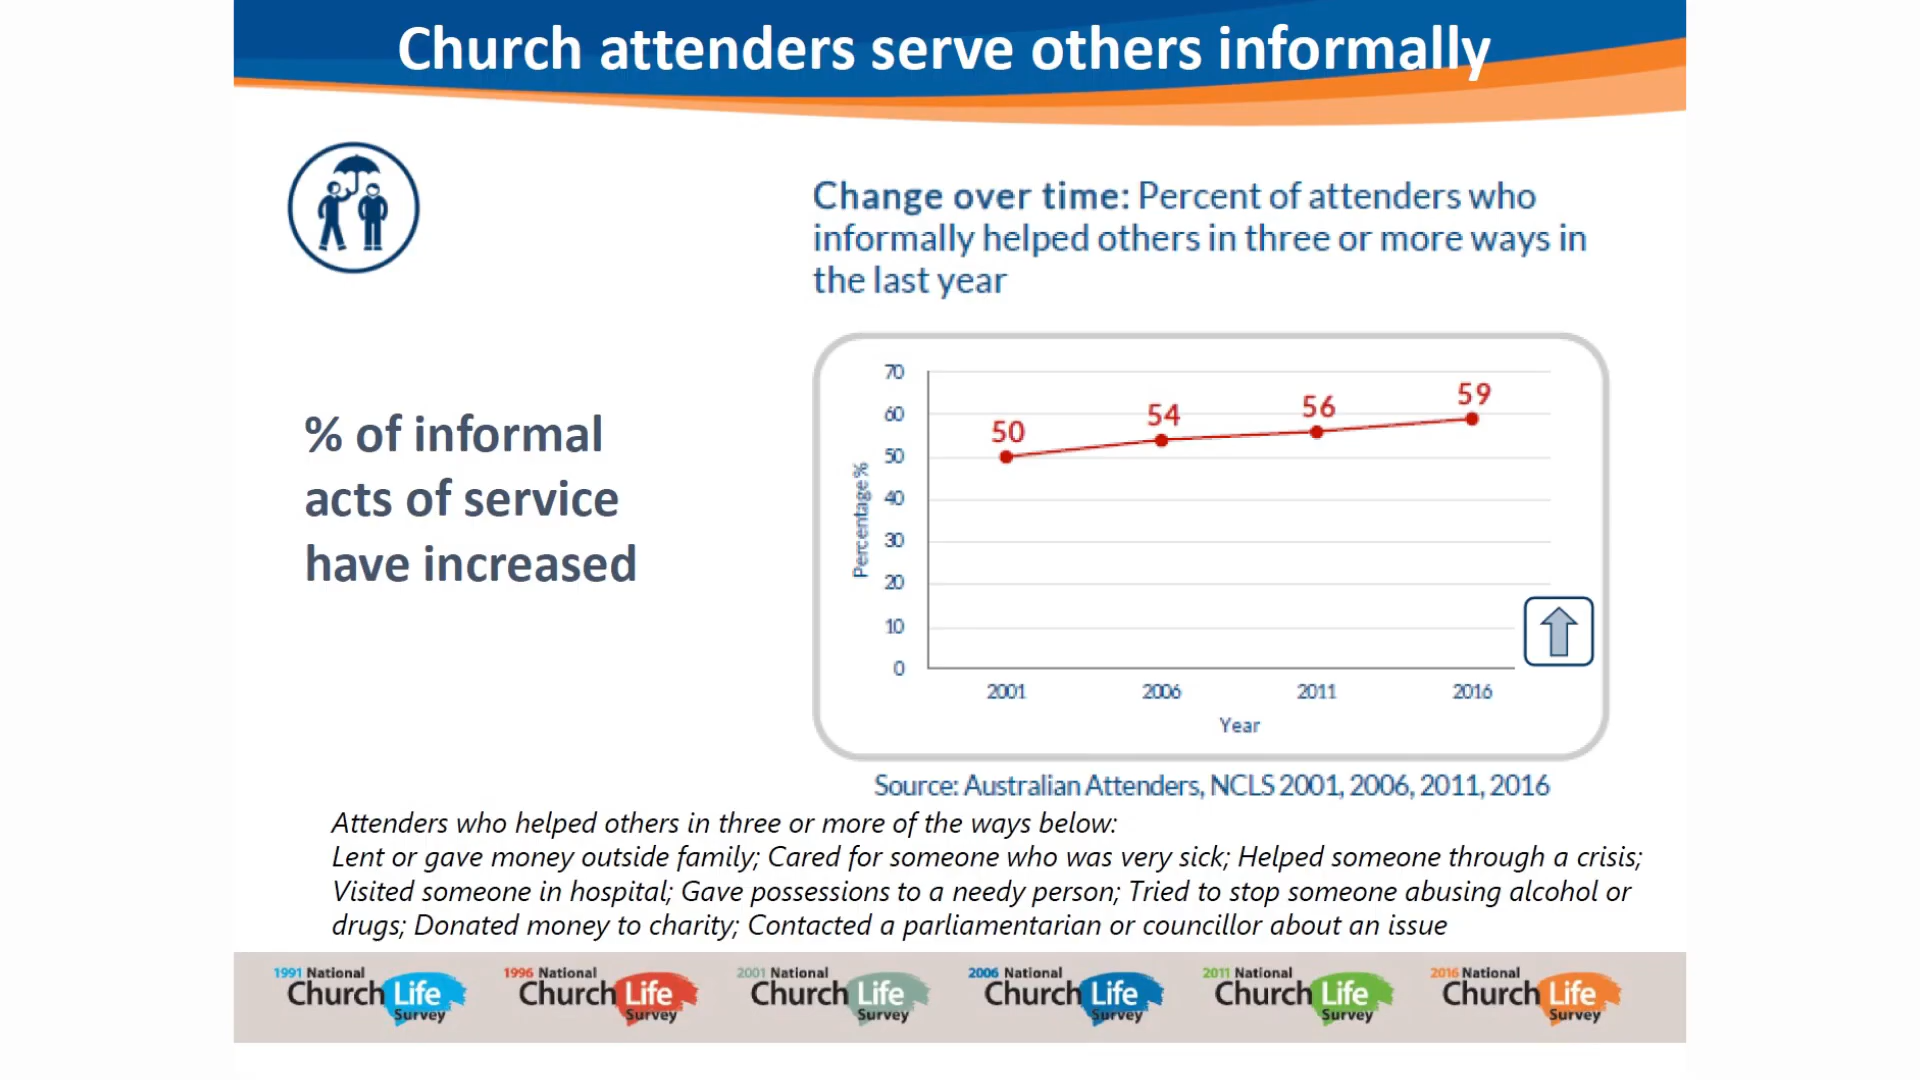 Church attenders serve others informally
Change over time: Percent of attenders who
informally helped others in three or more ways in
the last year
% of informal
acts of service
have increased
70
60
50
40
30
20
10
0
Percentage %
50
54
56
59
2001
2006
2011
2016
Year
Source: Australian Attenders, NCLS 2001, 2006, 2011, 2016
Attenders who helped others in three or more of the ways below:
Lent or gave money outside family; Cared for someone who was very sick; Helped someone through a crisis;
Visited someone in hospital; Gave possessions to a needy person; Tried to stop someone abusing alcohol or
drugs; Donated money to charity; Contacted a parliamentarian or councillor about an issue
1991 National
Church Life
Survey
1996 National
Church Life
Survey
2001 National
Church Life
Survey
2006 National
Church Life
Survey
2011 National
Church Life
Survey
2016 National
Church Life
Survey